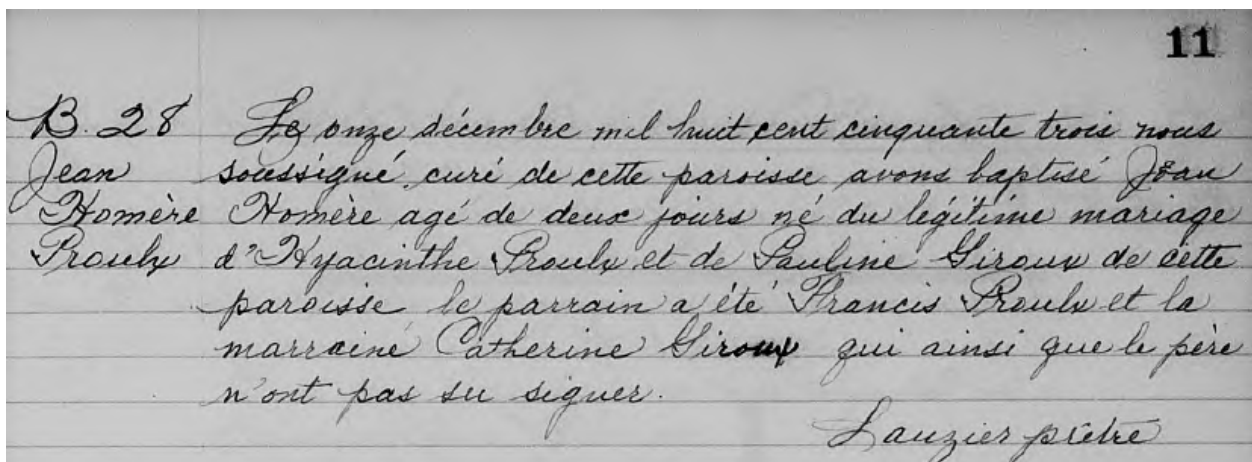 11
B. 28 Le onze décembre mil huit cent cinquante trois nous
Jean soussigné curé de cette paroisse avons baptisé Jean
Homère Homère agé de deux jours né du légitime mariage
Proulx d'Hyacinthe Proulx et de Pauline Giroux de cette
paroisse le parrain a été Francis Proulx et la
marraine Catherine Giroux qui ainsi que le père
n'ont pas su signer.
Lauzier prêtre